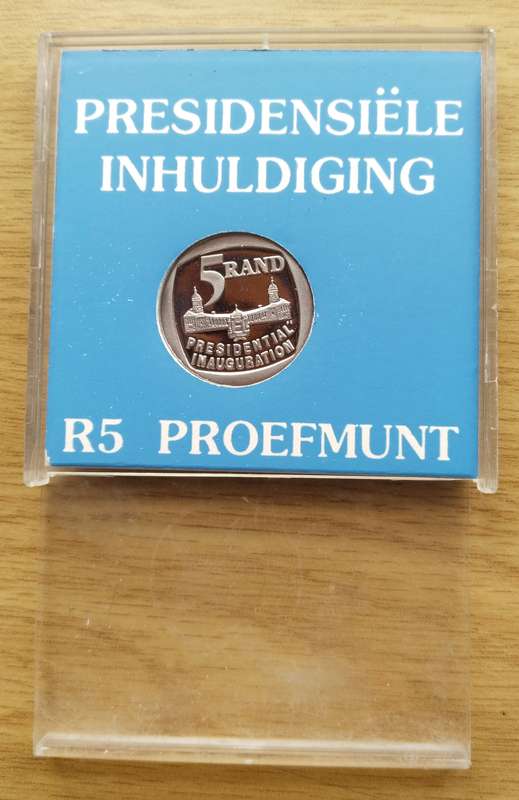 PRESIDENSIËLE
INHULDIGING
5 RAND
PRESIDENTIAL
INAUGURATION
R5 PROEFMUNT